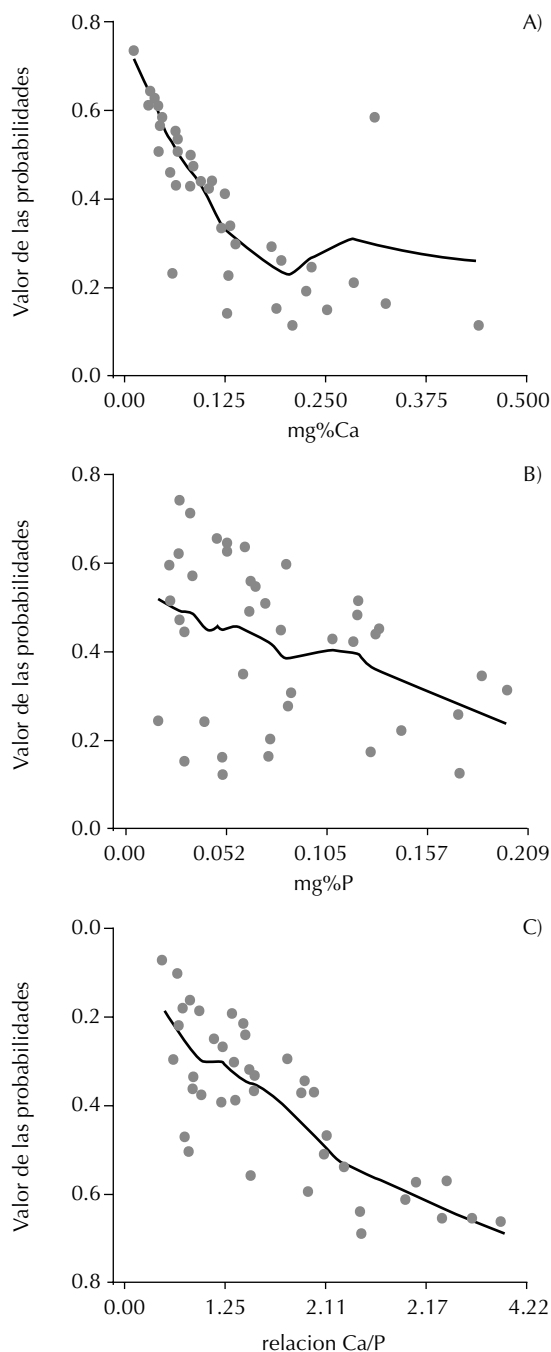 A)
Valor de las probabilidades
0.8
0.6
0.4
0.2
0.0
0.00 0.125 0.250 0.375 0.500
mg%Ca
B)
Valor de las probabilidades
0.8
0.6
0.4
0.2
0.0
0.00 0.052 0.105 0.157 0.209
mg%P
C)
Valor de las probabilidades
0.0
0.2
0.4
0.6
0.8
0.00 1.25 2.11 2.17 4.22
relacion Ca/P